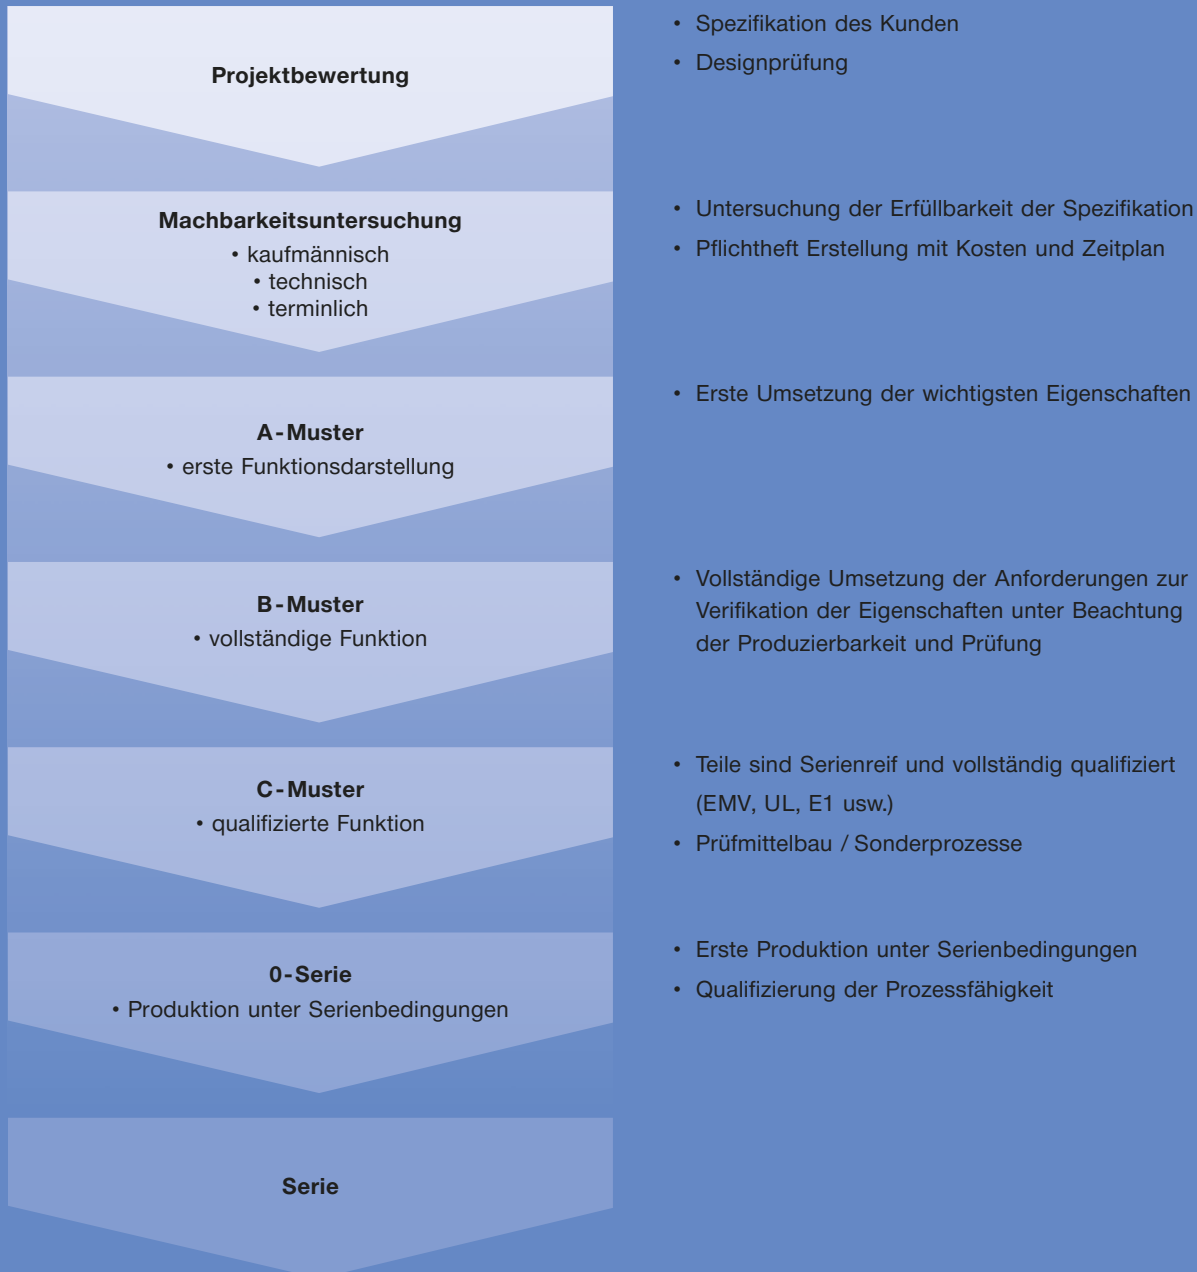 Projektbewertung
• Spezifikation des Kunden
• Designprüfung
Machbarkeitsuntersuchung
• kaufmännisch
• technisch
• terminlich
• Untersuchung der Erfüllbarkeit der Spezifikation
• Pflichtheft Erstellung mit Kosten und Zeitplan
A-Muster
• erste Funktionsdarstellung
• Erste Umsetzung der wichtigsten Eigenschaften
B-Muster
• vollständige Funktion
• Vollständige Umsetzung der Anforderungen zur
Verifikation der Eigenschaften unter Beachtung
der Produzierbarkeit und Prüfung
C-Muster
• qualifizierte Funktion
• Teile sind Serienreif und vollständig qualifiziert
(EMV, UL, E1 usw.)
• Prüfmittelbau / Sonderprozesse
0-Serie
• Produktion unter Serienbedingungen
• Erste Produktion unter Serienbedingungen
• Qualifizierung der Prozessfähigkeit
Serie